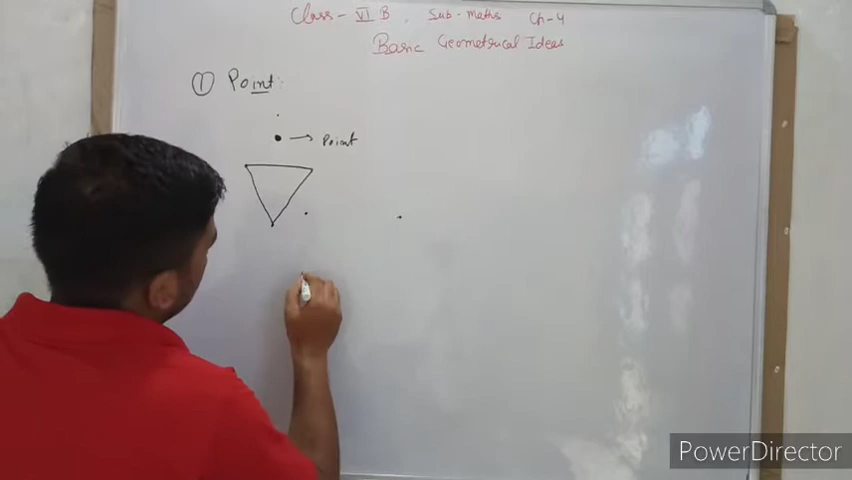 Class - VI B, Sub - Maths Ch-4
Basic Geometrical Ideas
① Point:
→ Point
PowerDirector